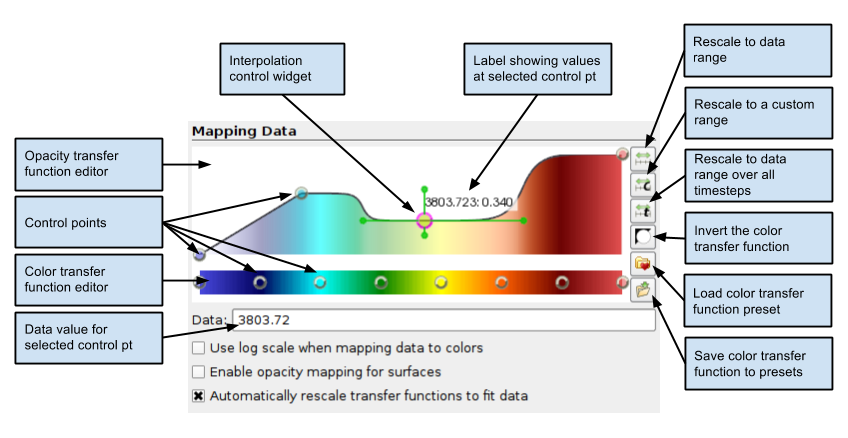 Interpolation
control widget
Label showing values
at selected control pt
Rescale to data
range
Rescale to a custom
range
Rescale to data
range over all
timesteps
Invert the color
transfer function
Load color transfer
function preset
Save color transfer
function to presets
Opacity transfer
function editor
Control points
Color transfer
function editor
Data value for
selected control pt
Mapping Data
3803.723: 0.340
c
t
Data: 3803.72
Use log scale when mapping data to colors
Enable opacity mapping for surfaces
Automatically rescale transfer functions to fit data